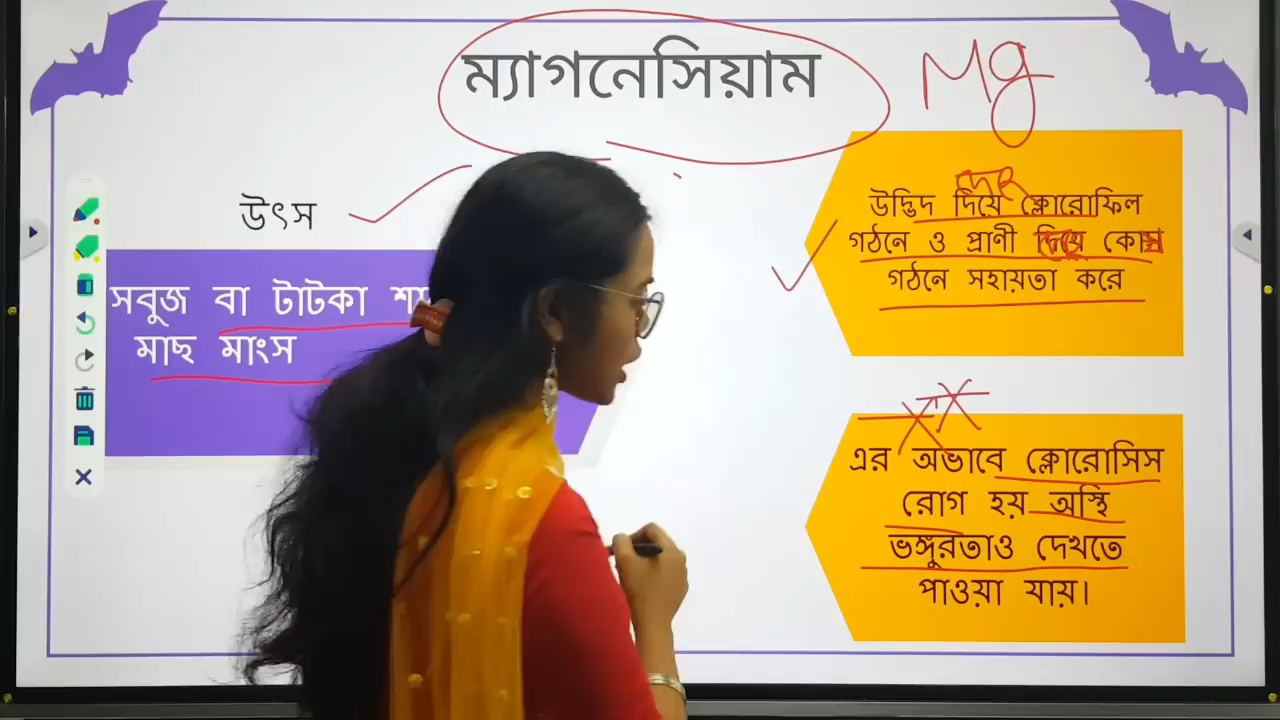 ম্যাগনেসিয়াম
Mg
উৎস
সবুজ বা টাটকা
মাছ মাংস
দের
উদ্ভিদ দিয়ে ক্লোরোফিল
গঠনে ও প্রাণী
গঠনে সহায়তা করে
এর অভাবে ক্লোরোসিস
রোগ হয় অস্থি
ভঙ্গুরতাও দেখতে
পাওয়া যায়।